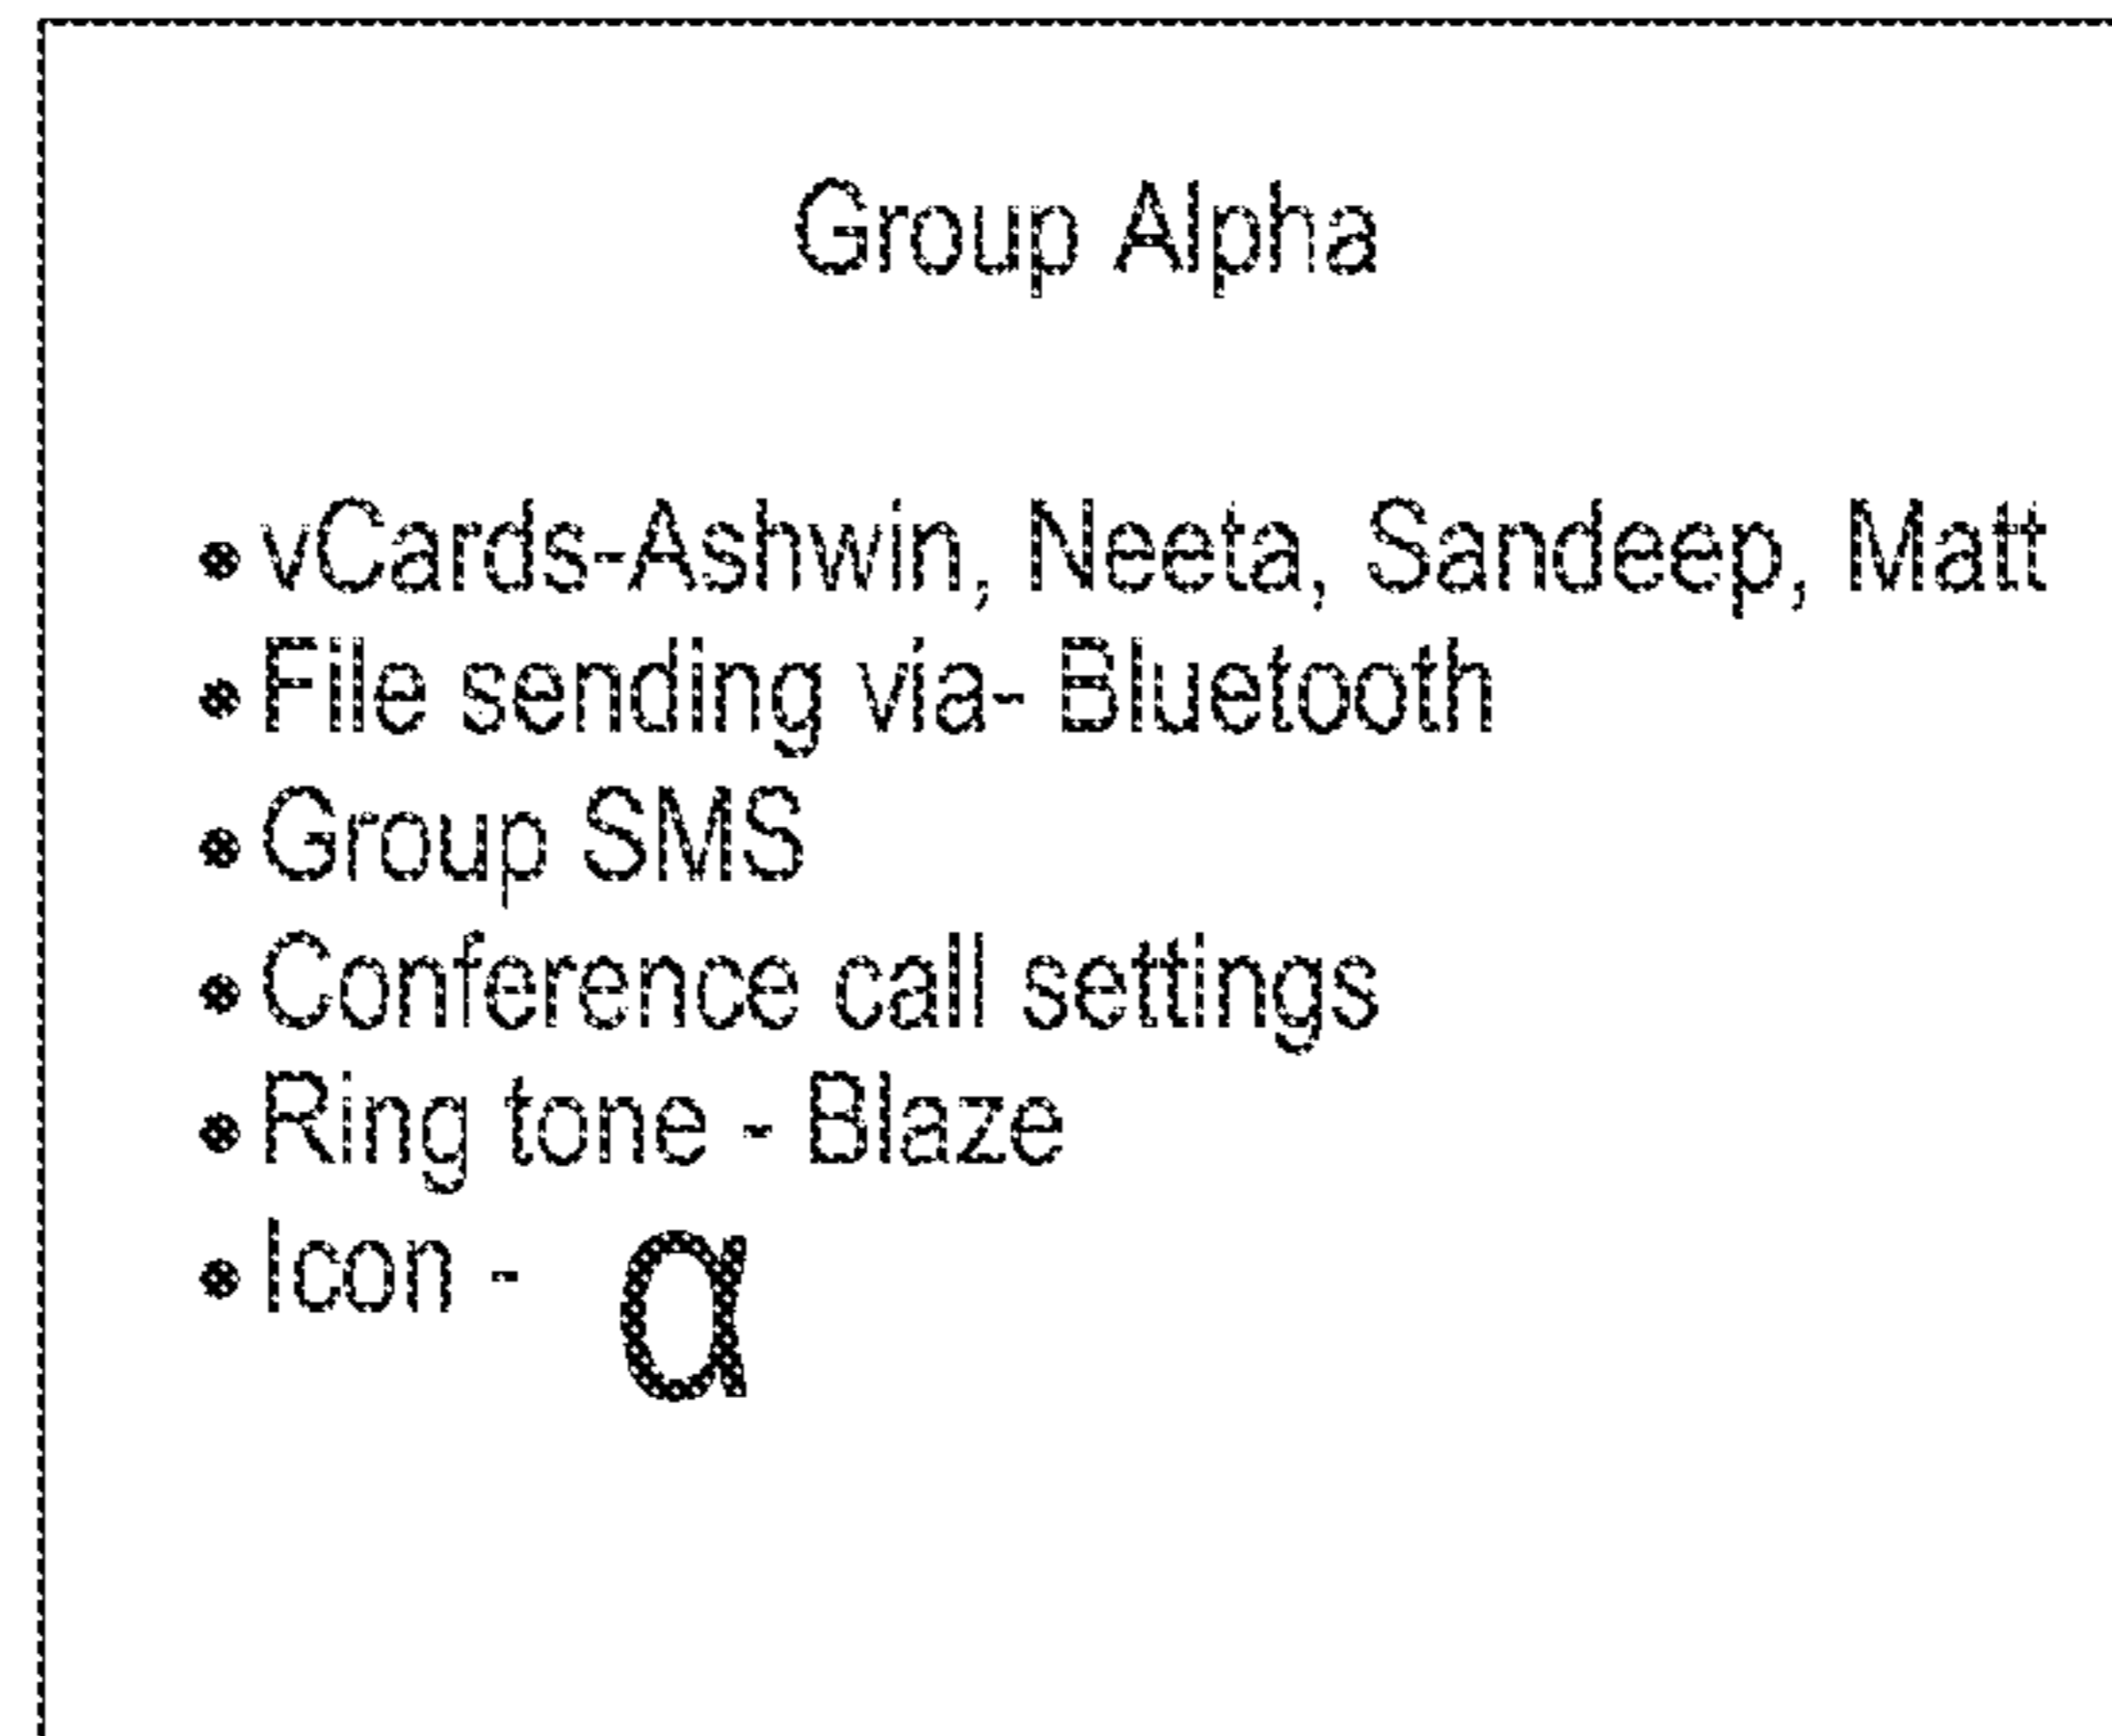 Group Alpha
• vCards-Ashwin, Neeta, Sandeep, Matt
• File sending via- Bluetooth
• Group SMS
• Conference call settings
• Ring tone - Blaze
• Icon - α